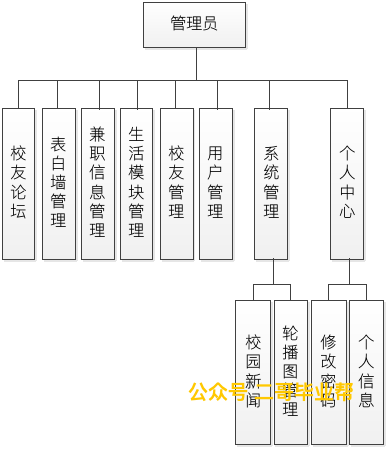 管理员
校友论坛
表白墙管理
兼职信息管理
生活模块管理
校友管理
用户管理
系统管理
个人中心
校园新闻
轮播图管理
修改密码
个人信息
公众号:二哥毕业帮